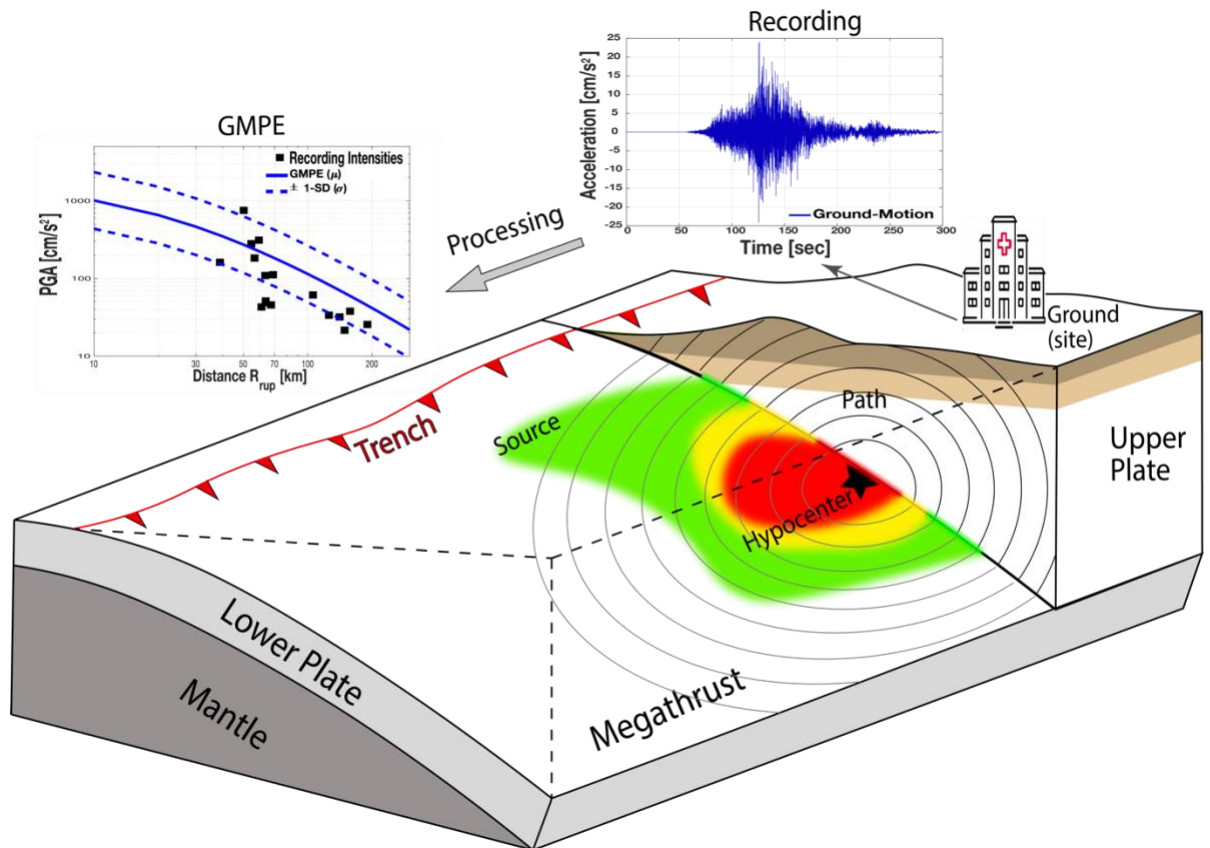 Recording
Acceleration [cm/s²]
25
20
15
10
5
0
-5
-10
-15
-20
-25
0 50 100 150 200 250 300
Ground-Motion
Time [sec]
GMPE
PGA [cm/s²]
1000
100
10
Recording Intensities
GMPE (μ)
± 1-SD (σ)
10 30 50 70 100 200
Distance R_rup [km]
Processing
Ground
(site)
Trench
Source
Path
Hypocenter
Upper
Plate
Lower Plate
Mantle
Megathrust